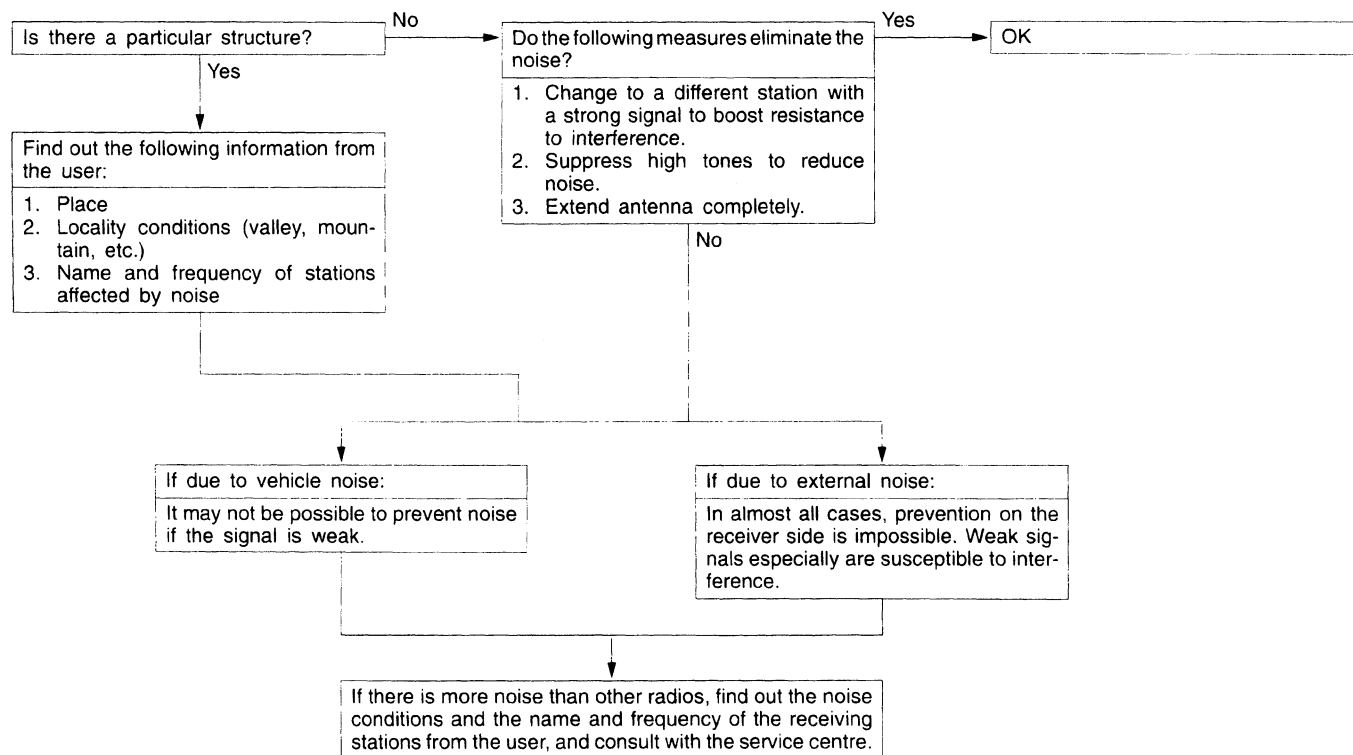 Is there a particular structure?
No
Do the following measures eliminate the
noise?
Yes
OK
Yes
1. Change to a different station with
a strong signal to boost resistance
to interference.
2. Suppress high tones to reduce
noise.
3. Extend antenna completely.
Find out the following information from
the user:
1. Place
2. Locality conditions (valley, moun-
tain, etc.)
3. Name and frequency of stations
affected by noise
No
If due to vehicle noise:
It may not be possible to prevent noise
if the signal is weak.
If due to external noise:
In almost all cases, prevention on the
receiver side is impossible. Weak sig-
nals especially are susceptible to inter-
ference.
If there is more noise than other radios, find out the noise
conditions and the name and frequency of the receiving
stations from the user, and consult with the service centre.